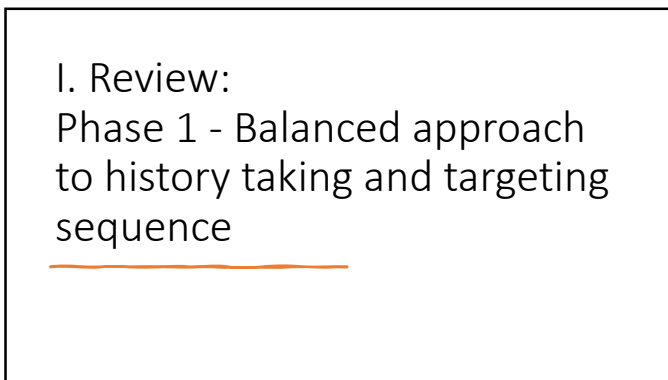 I. Review:
Phase 1 - Balanced approach
to history taking and targeting
sequence